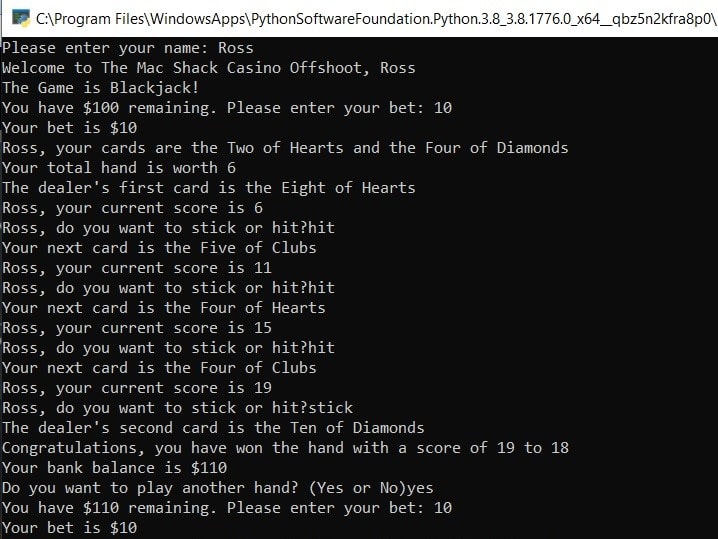 C:\Program Files\WindowsApps\PythonSoftwareFoundation.Python.3.8_3.8.1776.0_x64__qbz5n2kfra8p0\
Please enter your name: Ross
Welcome to The Mac Shack Casino Offshoot, Ross
The Game is Blackjack!
You have $100 remaining. Please enter your bet: 10
Your bet is $10
Ross, your cards are the Two of Hearts and the Four of Diamonds
Your total hand is worth 6
The dealer's first card is the Eight of Hearts
Ross, your current score is 6
Ross, do you want to stick or hit?hit
Your next card is the Five of Clubs
Ross, your current score is 11
Ross, do you want to stick or hit?hit
Your next card is the Four of Hearts
Ross, your current score is 15
Ross, do you want to stick or hit?hit
Your next card is the Four of Clubs
Ross, your current score is 19
Ross, do you want to stick or hit?stick
The dealer's second card is the Ten of Diamonds
Congratulations, you have won the hand with a score of 19 to 18
Your bank balance is $110
Do you want to play another hand? (Yes or No)yes
You have $110 remaining. Please enter your bet: 10
Your bet is $10